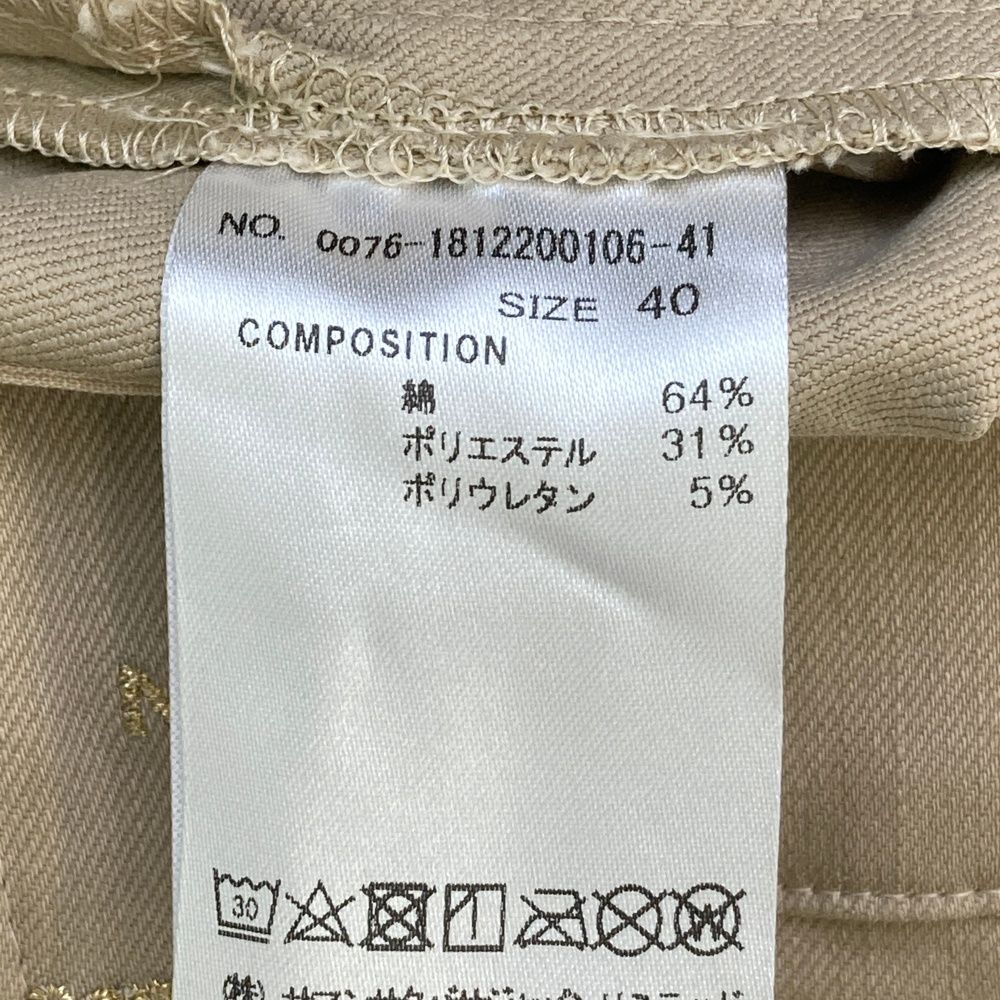 NO. 0076-1812200106-41
SIZE 40
COMPOSITION
綿 64%
ポリエステル 31%
ポリウレタン 5%
30
W
(株)